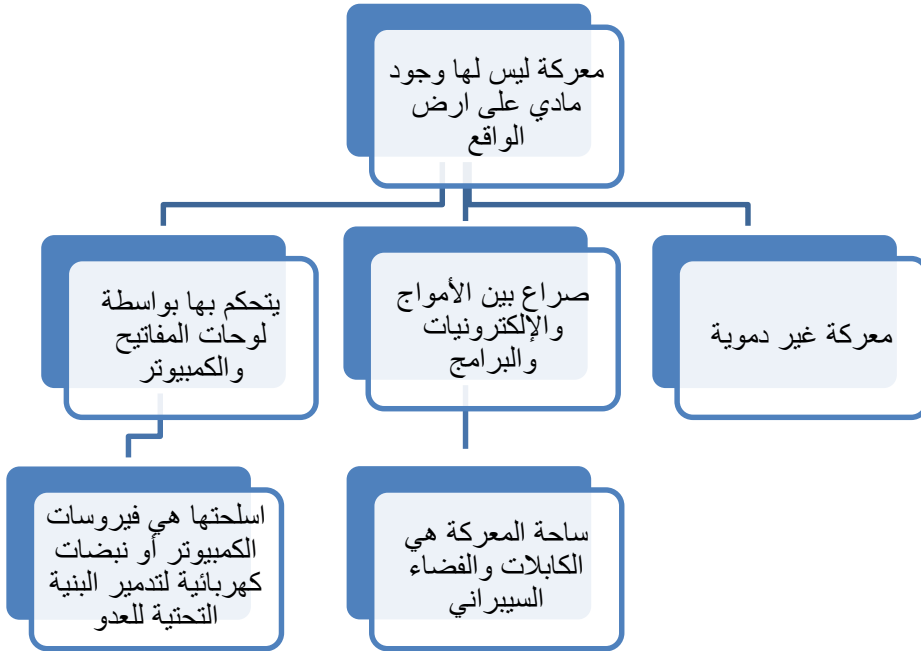 معركة ليس لها وجود
مادي على ارض
الواقع
معركة غير دموية
صراع بين الأمواج
والإلكترونيات
والبرامج
يتحكم بها بواسطة
لوحات المفاتيح
والكمبيوتر
ساحة المعركة هي
الكابلات والفضاء
السيبراني
اسلحتها هي فيروسات
الكمبيوتر أو نبضات
كهربائية لتدمير البنية
التحتية للعدو